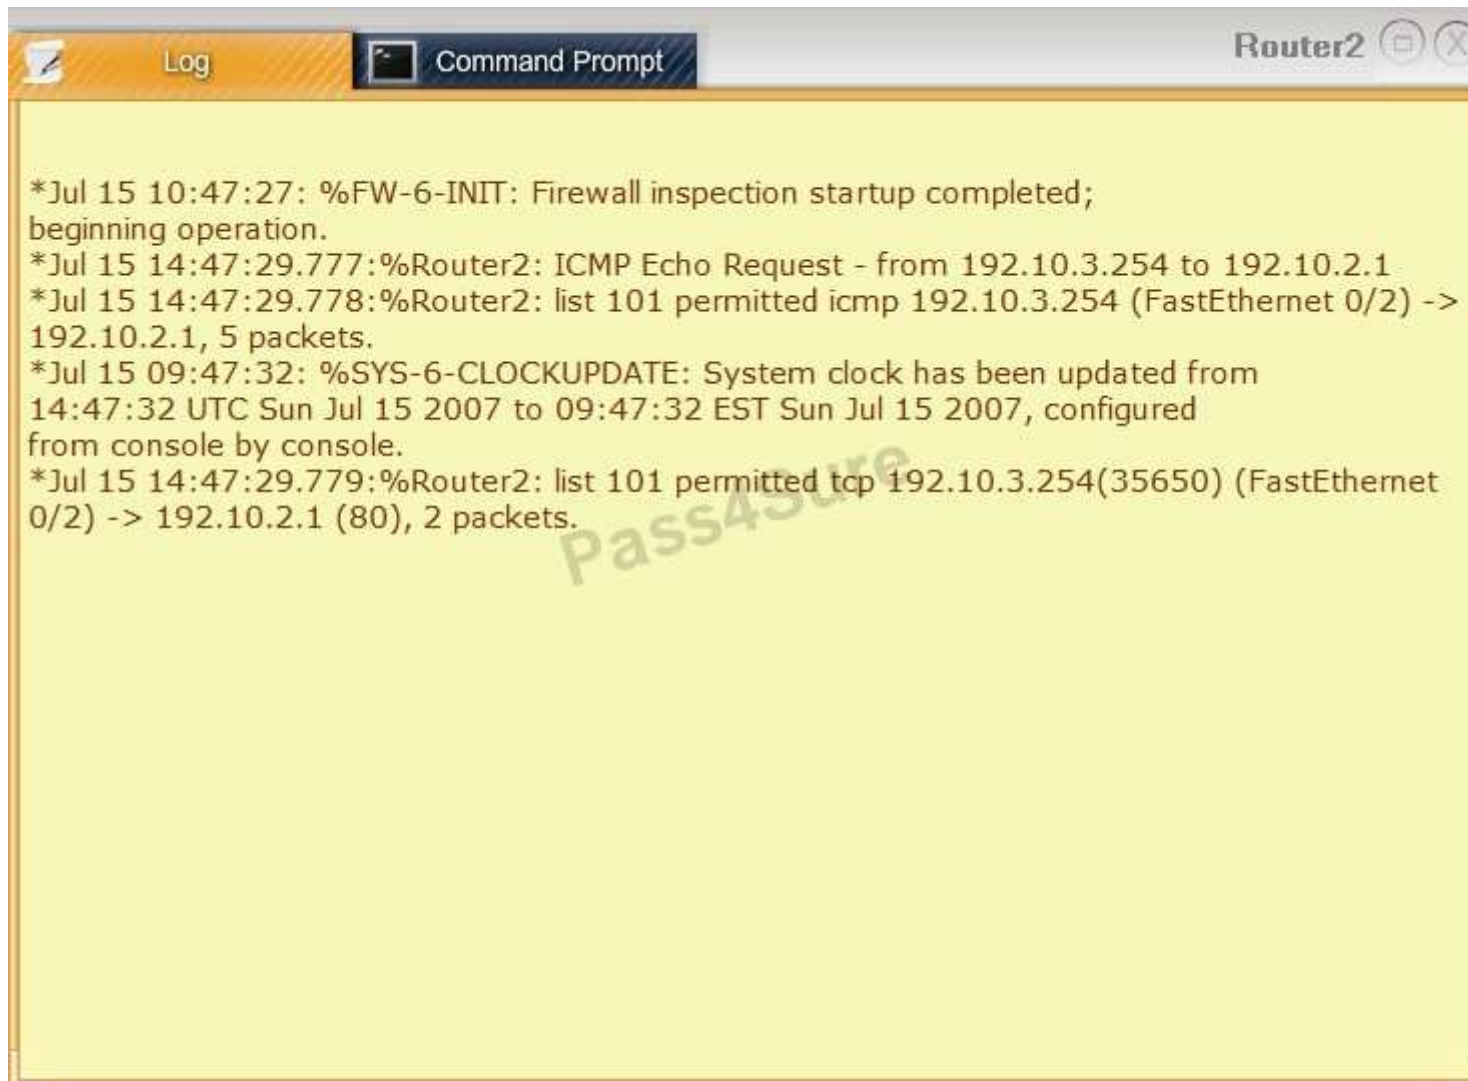 Log
Command Prompt
Router2
*Jul 15 10:47:27: %FW-6-INIT: Firewall inspection startup completed;
beginning operation.
*Jul 15 14:47:29.777:%Router2: ICMP Echo Request - from 192.10.3.254 to 192.10.2.1
*Jul 15 14:47:29.778:%Router2: list 101 permitted icmp 192.10.3.254 (FastEthernet 0/2) ->
192.10.2.1, 5 packets.
*Jul 15 09:47:32: %SYS-6-CLOCKUPDATE: System clock has been updated from
14:47:32 UTC Sun Jul 15 2007 to 09:47:32 EST Sun Jul 15 2007, configured
from console by console.
*Jul 15 14:47:29.779:%Router2: list 101 permitted tcp 192.10.3.254(35650) (FastEthernet
0/2) -> 192.10.2.1 (80), 2 packets.
Pass4Sure